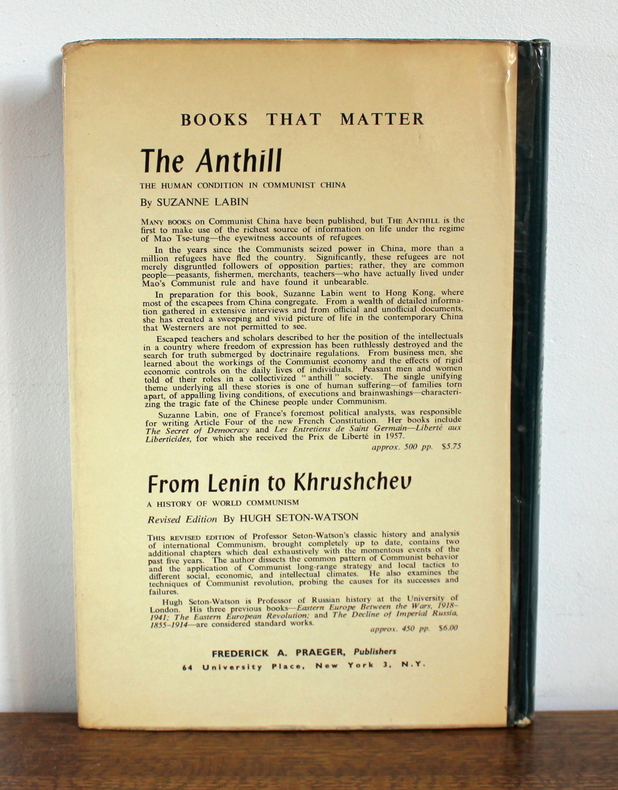 BOOKS THAT MATTER
The Anthill
THE HUMAN CONDITION IN COMMUNIST CHINA
By SUZANNE LABIN
MANY BOOKS on Communist China have been published, but THE ANTHILL is the
first to make use of the richest source of information on life under the regime
of Mao Tse-tung—the eyewitness accounts of refugees.
In the years since the Communists seized power in China, more than a
million refugees have fled the country. Significantly, these refugees are not
merely disgruntled followers of opposition parties; rather, they are common
people—peasants, fishermen, merchants, teachers—who have actually lived under
Mao's Communist rule and have found it unbearable.
In preparation for this book, Suzanne Labin went to Hong Kong, where
most of the escapees from China congregate. From a wealth of detailed informa-
tion gathered in extensive interviews and from official and unofficial documents,
she has created a sweeping and vivid picture of life in the contemporary China
that Westerners are not permitted to see.
Escaped teachers and scholars described to her the position of the intellectuals
in a country where freedom of expression has been ruthlessly destroyed and the
search for truth submerged by doctrinaire regulations. From business men, she
learned about the workings of the Communist economy and the effects of rigid
economic controls on the daily lives of individuals. Peasant men and women
told of their roles in a collectivized "anthill" society. The single unifying
theme underlying all these stories is one of human suffering—of families torn
apart, of appalling living conditions, of executions and brainwashings—characteri-
zing the tragic fate of the Chinese people under Communism.
Suzanne Labin, one of France's foremost political analysts, was responsible
for writing Article Four of the new French Constitution. Her books include
The Secret of Democracy and Les Entretiens de Saint Germain—Liberté aux
Liberticides, for which she received the Prix de Liberté in 1957.
approx. 500 pp. $5.75
From Lenin to Khrushchev
A HISTORY OF WORLD COMMUNISM
Revised Edition By HUGH SETON-WATSON
THIS REVISED EDITION of Professor Seton-Watson's classic history and analysis
of international Communism, brought completely up to date, contains two
additional chapters which deal exhaustively with the momentous events of the
past five years. The author dissects the common pattern of Communist behavior
and the application of Communist long-range strategy and local tactics to
different social, economic, and intellectual climates. He also examines the
techniques of Communist revolution, probing the causes for its successes and
failures.
Hugh Seton-Watson is Professor of Russian history at the University of
London. His three previous books—Eastern Europe Between the Wars, 1918–
1941; The Eastern European Revolution; and The Decline of Imperial Russia,
1855–1914—are considered standard works.
approx. 450 pp. $6.00
FREDERICK A. PRAEGER, Publishers
64 University Place, New York 3, N.Y.